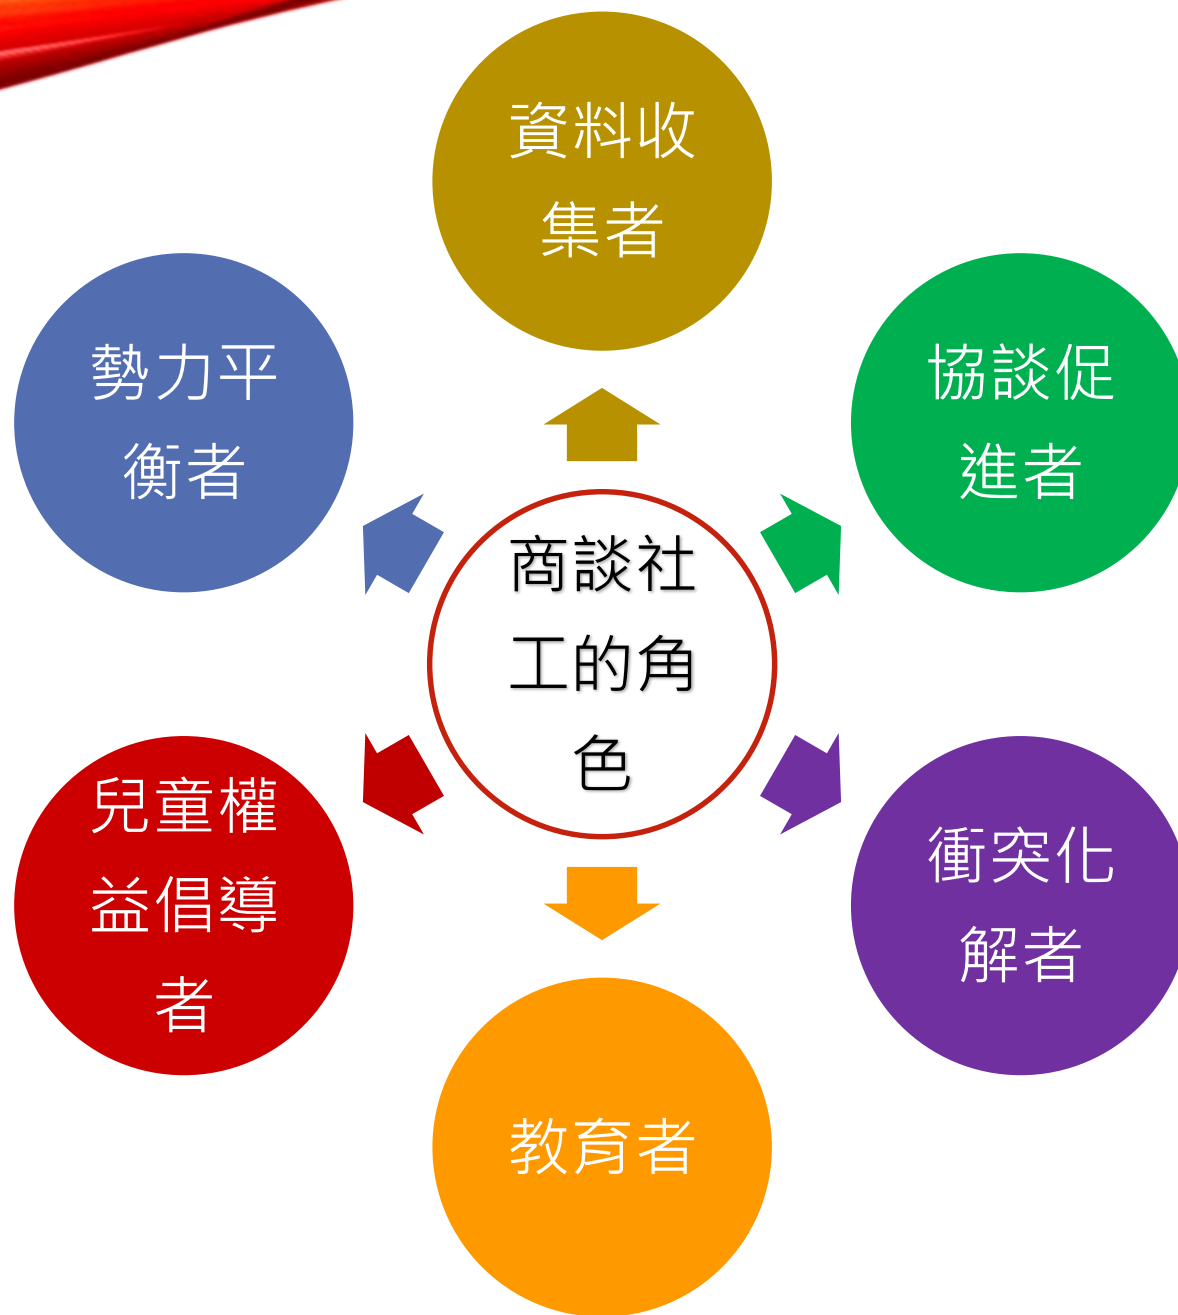 資料收
集者
勢力平
衡者
協談促
進者
商談社
工的角
色
兒童權
益倡導
者
衝突化
解者
教育者